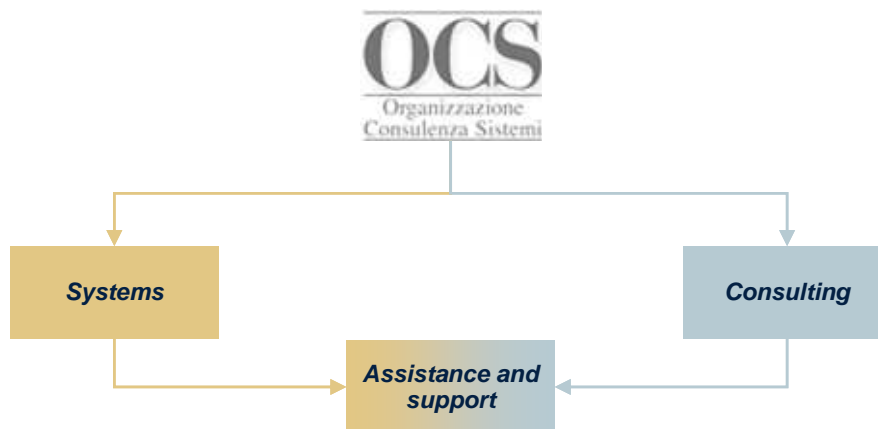 OCS
Organizzazione
Consulenza Sistemi
Systems
Consulting
Assistance and
support